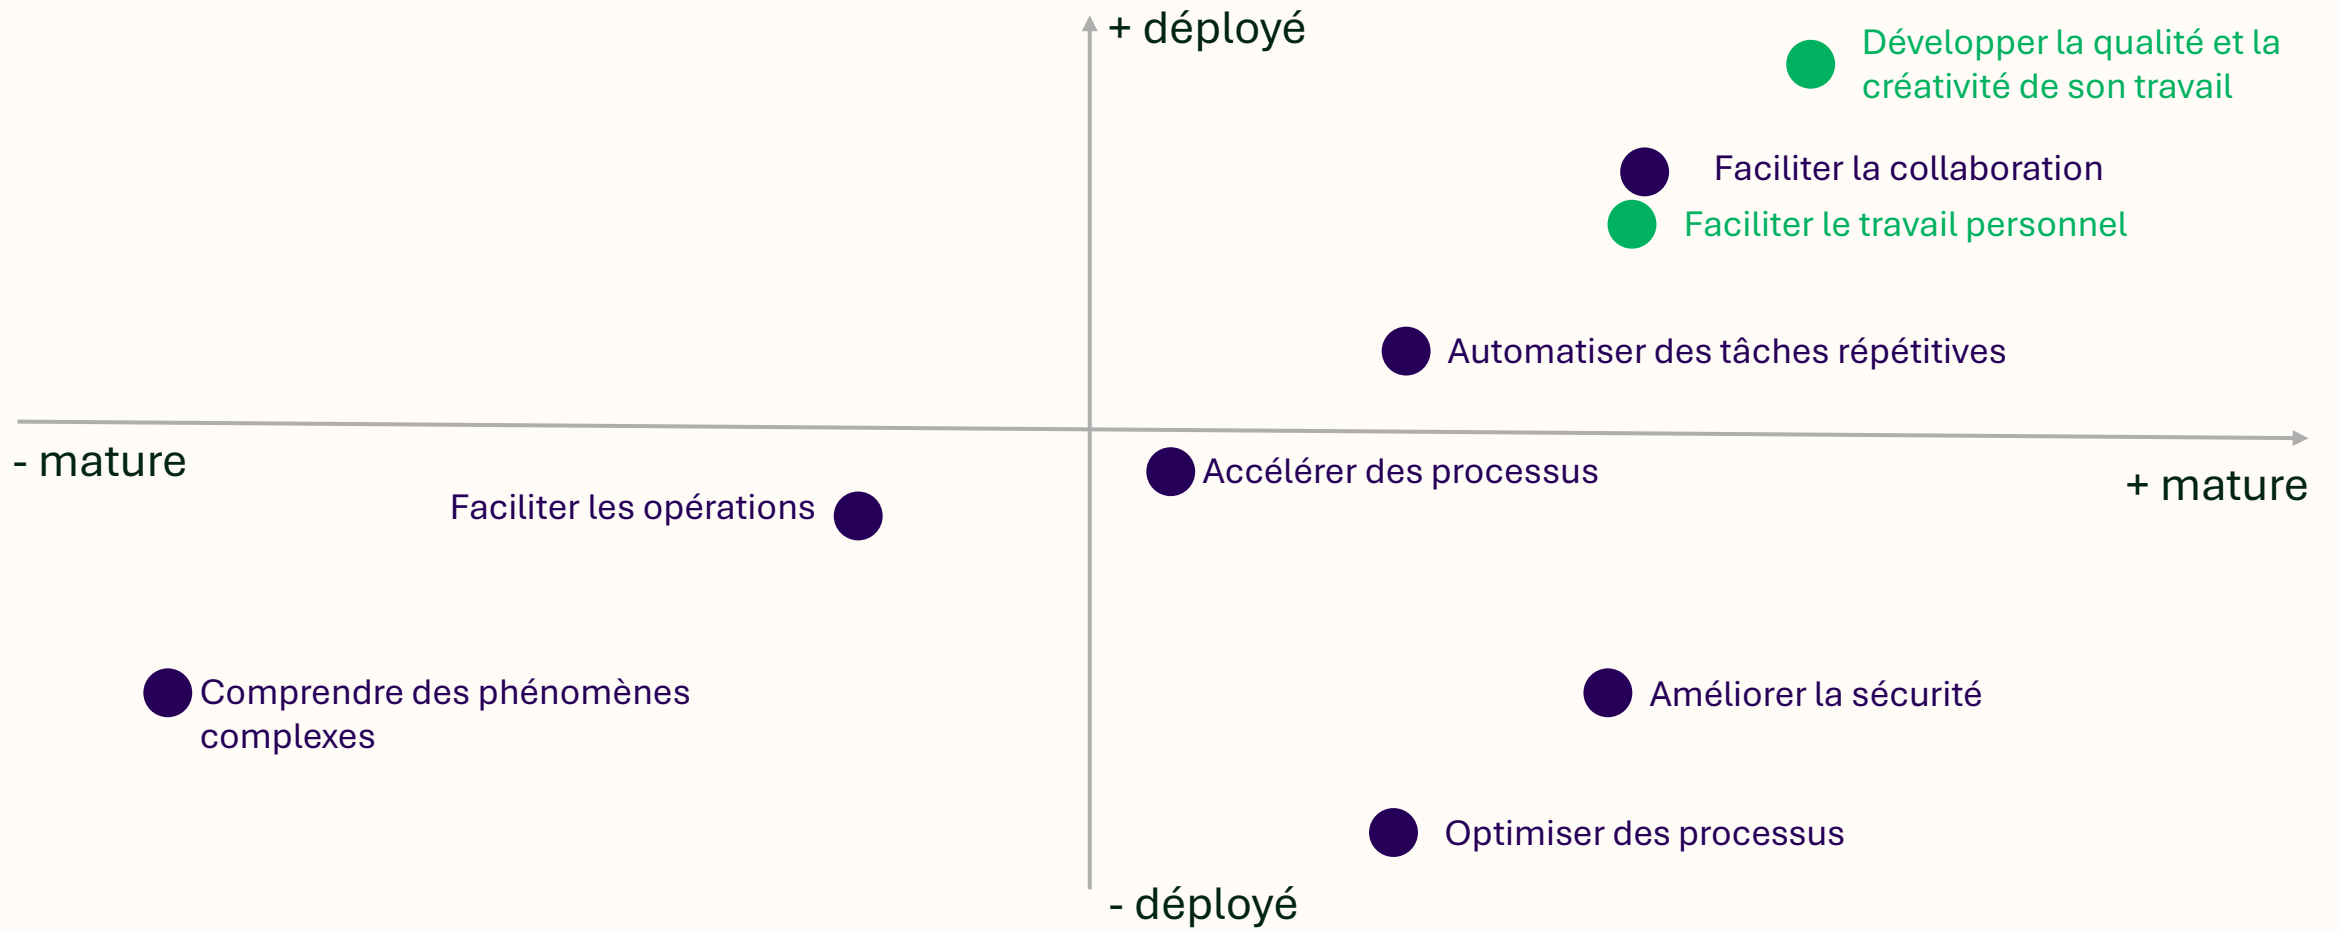 + déployé
Développer la qualité et la
créativité de son travail
Faciliter la collaboration
Faciliter le travail personnel
Automatiser des tâches répétitives
- mature
Accélérer des processus
+ mature
Faciliter les opérations
Comprendre des phénomènes
complexes
Améliorer la sécurité
Optimiser des processus
- déployé